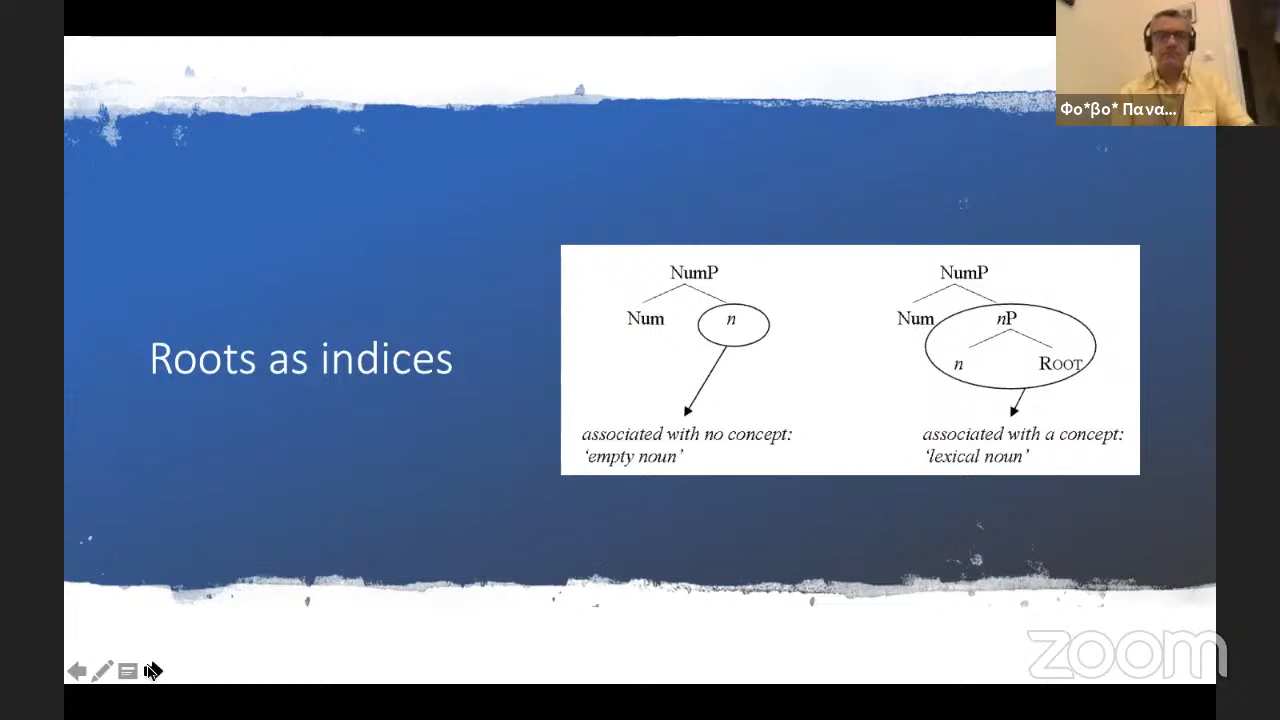 Φο*βο* Πανα...
Roots as indices
NumP
Num
n
associated with no concept:
‘empty noun’
NumP
Num
nP
n
ROOT
associated with a concept:
‘lexical noun’
zoom